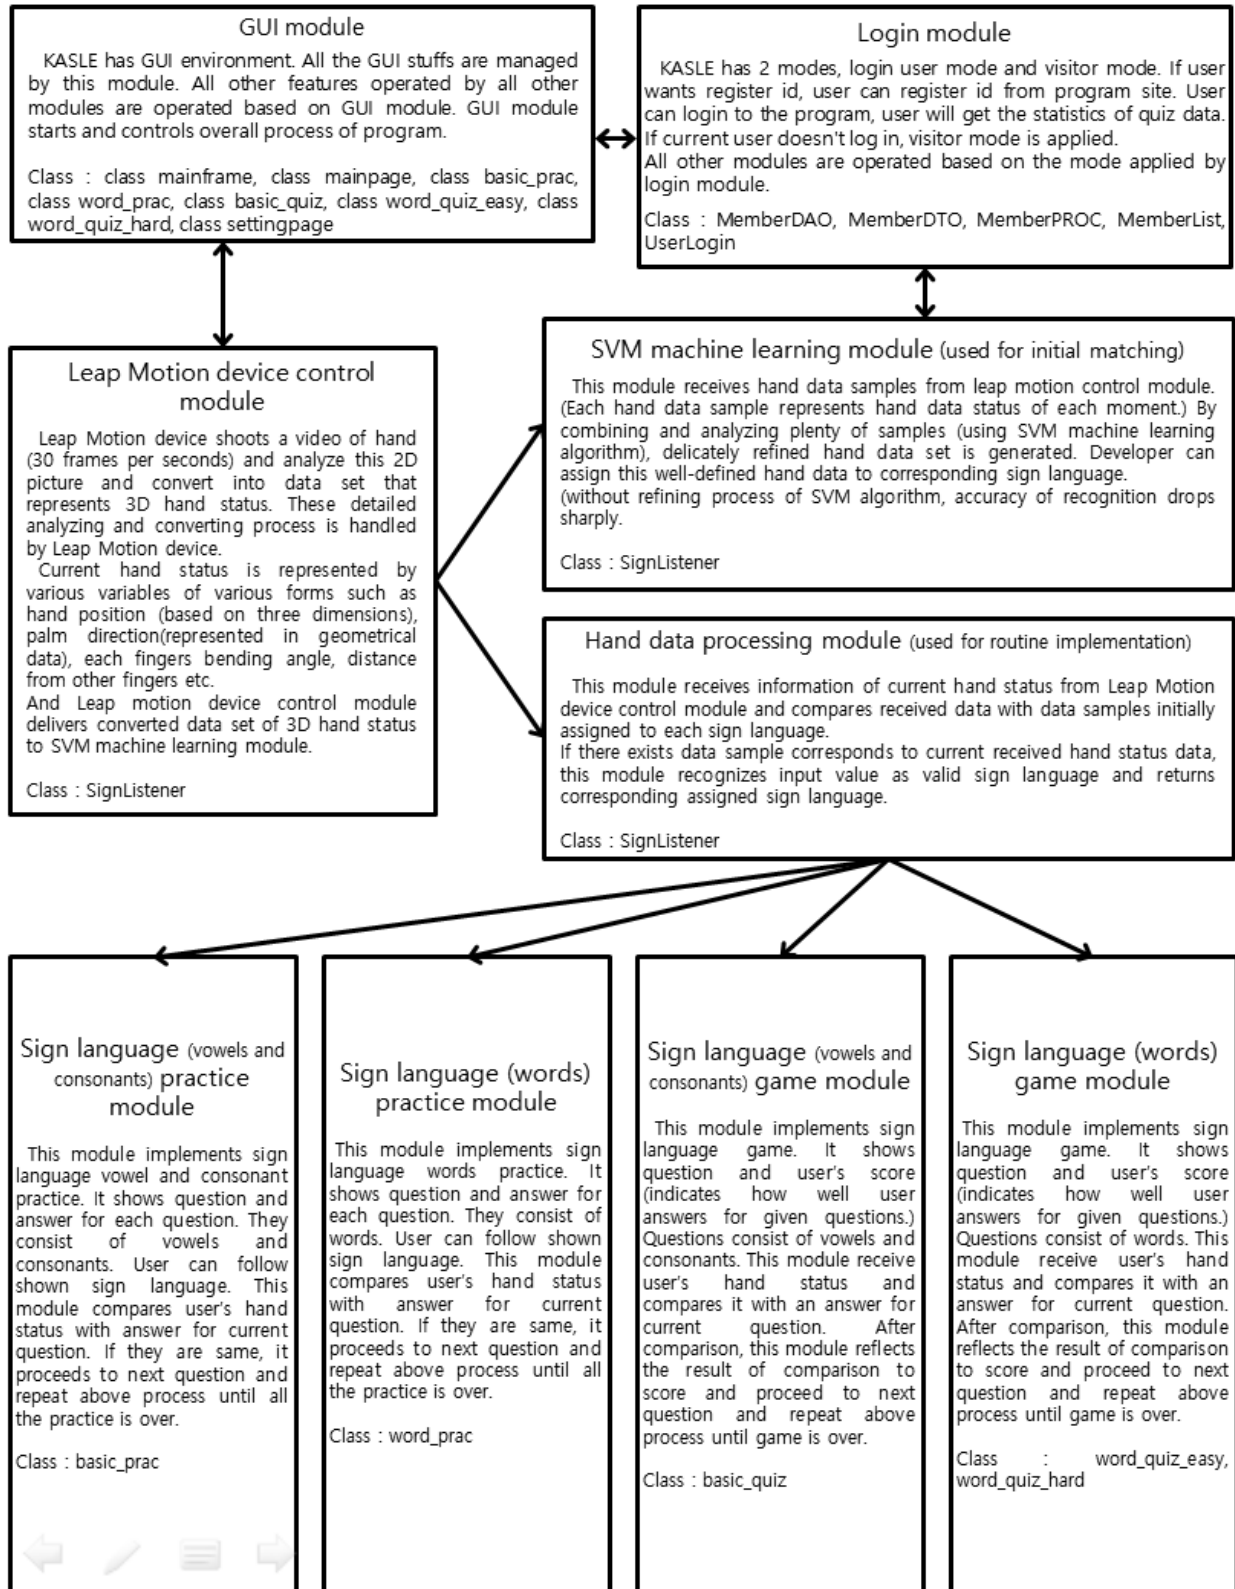 GUI module
KASLE has GUI environment. All the GUI stuffs are managed
by this module. All other features operated by all other
modules are operated based on GUI module. GUI module
starts and controls overall process of program.
Class : class mainframe, class mainpage, class basic_prac,
class word_prac, class basic_quiz, class word_quiz_easy, class
word_quiz_hard, class settingpage
Login module
KASLE has 2 modes, login user mode and visitor mode. If user
wants register id, user can register id from program site. User
can login to the program, user will get the statistics of quiz data.
If current user doesn't log in, visitor mode is applied.
All other modules are operated based on the mode applied by
login module.
Class : MemberDAO, MemberDTO, MemberPROC, MemberList,
UserLogin
Leap Motion device control
module
Leap Motion device shoots a video of hand
(30 frames per seconds) and analyze this 2D
picture and convert into data set that
represents 3D hand status. These detailed
analyzing and converting process is handled
by Leap Motion device.
Current hand status is represented by
various variables of various forms such as
hand position (based on three dimensions),
palm direction(represented in geometrical
data), each fingers bending angle, distance
from other fingers etc.
And Leap motion device control module
delivers converted data set of 3D hand status
to SVM machine learning module.
Class : SignListener
SVM machine learning module (used for initial matching)
This module receives hand data samples from leap motion control module.
(Each hand data sample represents hand data status of each moment.) By
combining and analyzing plenty of samples (using SVM machine learning
algorithm), delicately refined hand data set is generated. Developer can
assign this well-defined hand data to corresponding sign language.
(without refining process of SVM algorithm, accuracy of recognition drops
sharply.
Class : SignListener
Hand data processing module (used for routine implementation)
This module receives information of current hand status from Leap Motion
device control module and compares received data with data samples initially
assigned to each sign language.
If there exists data sample corresponds to current received hand status data,
this module recognizes input value as valid sign language and returns
corresponding assigned sign language.
Class : SignListener
Sign language (vowels and
consonants) practice
module
This module implements sign
language vowel and consonant
practice. It shows question and
answer for each question. They
consist of vowels and
consonants. User can follow
shown sign language. This
module compares user's hand
status with answer for current
question. If they are same, it
proceeds to next question and
repeat above process until all
the practice is over.
Class : basic_prac
Sign language (words)
practice module
This module implements sign
language words practice. It
shows question and answer for
each question. They consist of
words. User can follow shown
sign language. This module
compares user's hand status
with answer for current
question. If they are same, it
proceeds to next question and
repeat above process until all
the practice is over.
Class : word_prac
Sign language (vowels and
consonants) game module
This module implements sign
language game. It shows
question and user's score
(indicates how well user
answers for given questions.)
Questions consist of vowels and
consonants. This module receive
user's hand status and
compares it with an answer for
current question. After
comparison, this module reflects
the result of comparison to
score and proceed to next
question and repeat above
process until game is over.
Class : basic_quiz
Sign language (words)
game module
This module implements sign
language game. It shows
question and user's score
(indicates how well user
answers for given questions.)
Questions consist of words. This
module receive user's hand
status and compares it with an
answer for current question.
After comparison, this module
reflects the result of comparison
to score and proceed to next
question and repeat above
process until game is over.
Class : word_quiz_easy,
word_quiz_hard